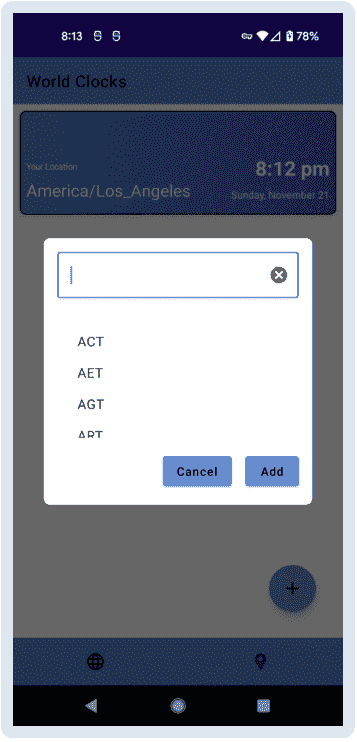 8:13
78%
World Clocks
Your Location
8:12 pm
America/Los_Angeles
Sunday, November 21
ACT
AET
AGT
ART
Cancel
Add